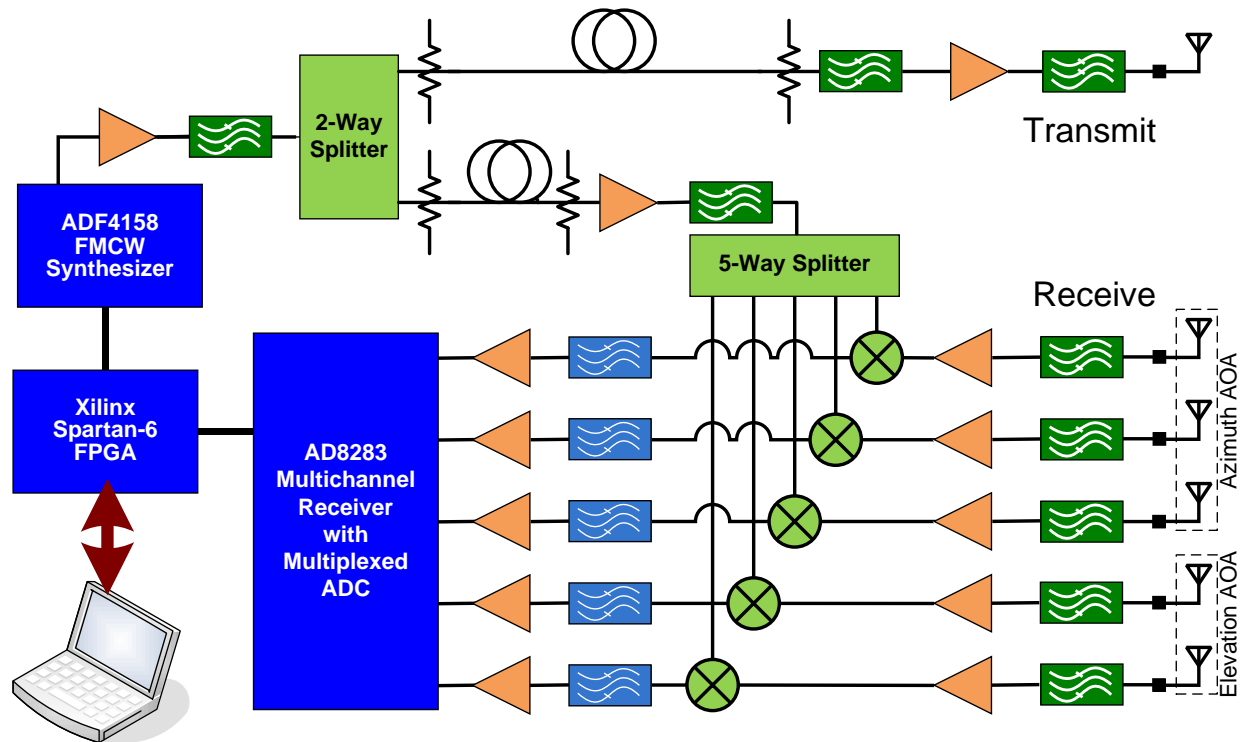 2-Way
Splitter
Transmit
ADF4158
FMCW
Synthesizer
5-Way Splitter
Receive
Xilinx
Spartan-6
FPGA
AD8283
Multichannel
Receiver
with
Multiplexed
ADC
Azimuth AOA
Elevation AOA